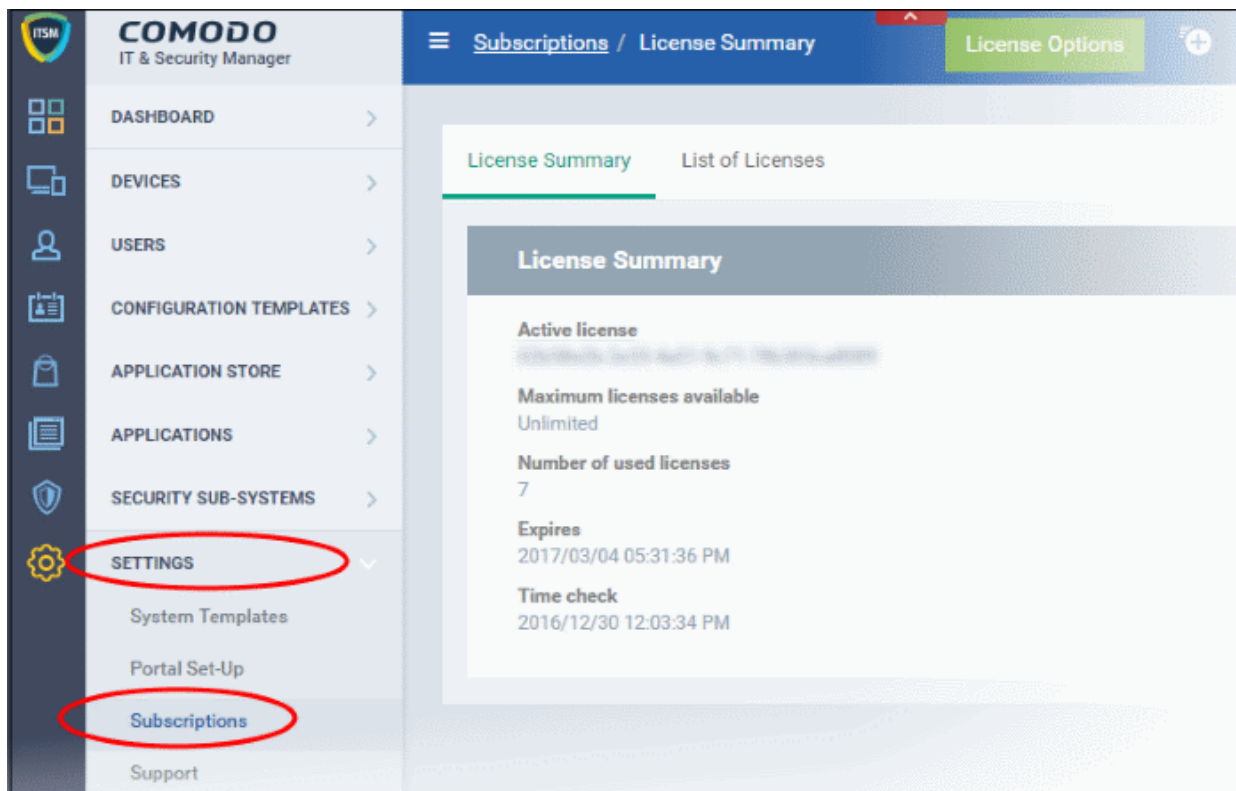 ITSM
COMODO
IT & Security Manager
Subscriptions / License Summary
License Options
DASHBOARD
DEVICES
USERS
CONFIGURATION TEMPLATES
APPLICATION STORE
APPLICATIONS
SECURITY SUB-SYSTEMS
SETTINGS
System Templates
Portal Set-Up
Subscriptions
Support
License Summary
List of Licenses
License Summary
Active license
Maximum licenses available
Unlimited
Number of used licenses
7
Expires
2017/03/04 05:31:36 PM
Time check
2016/12/30 12:03:34 PM